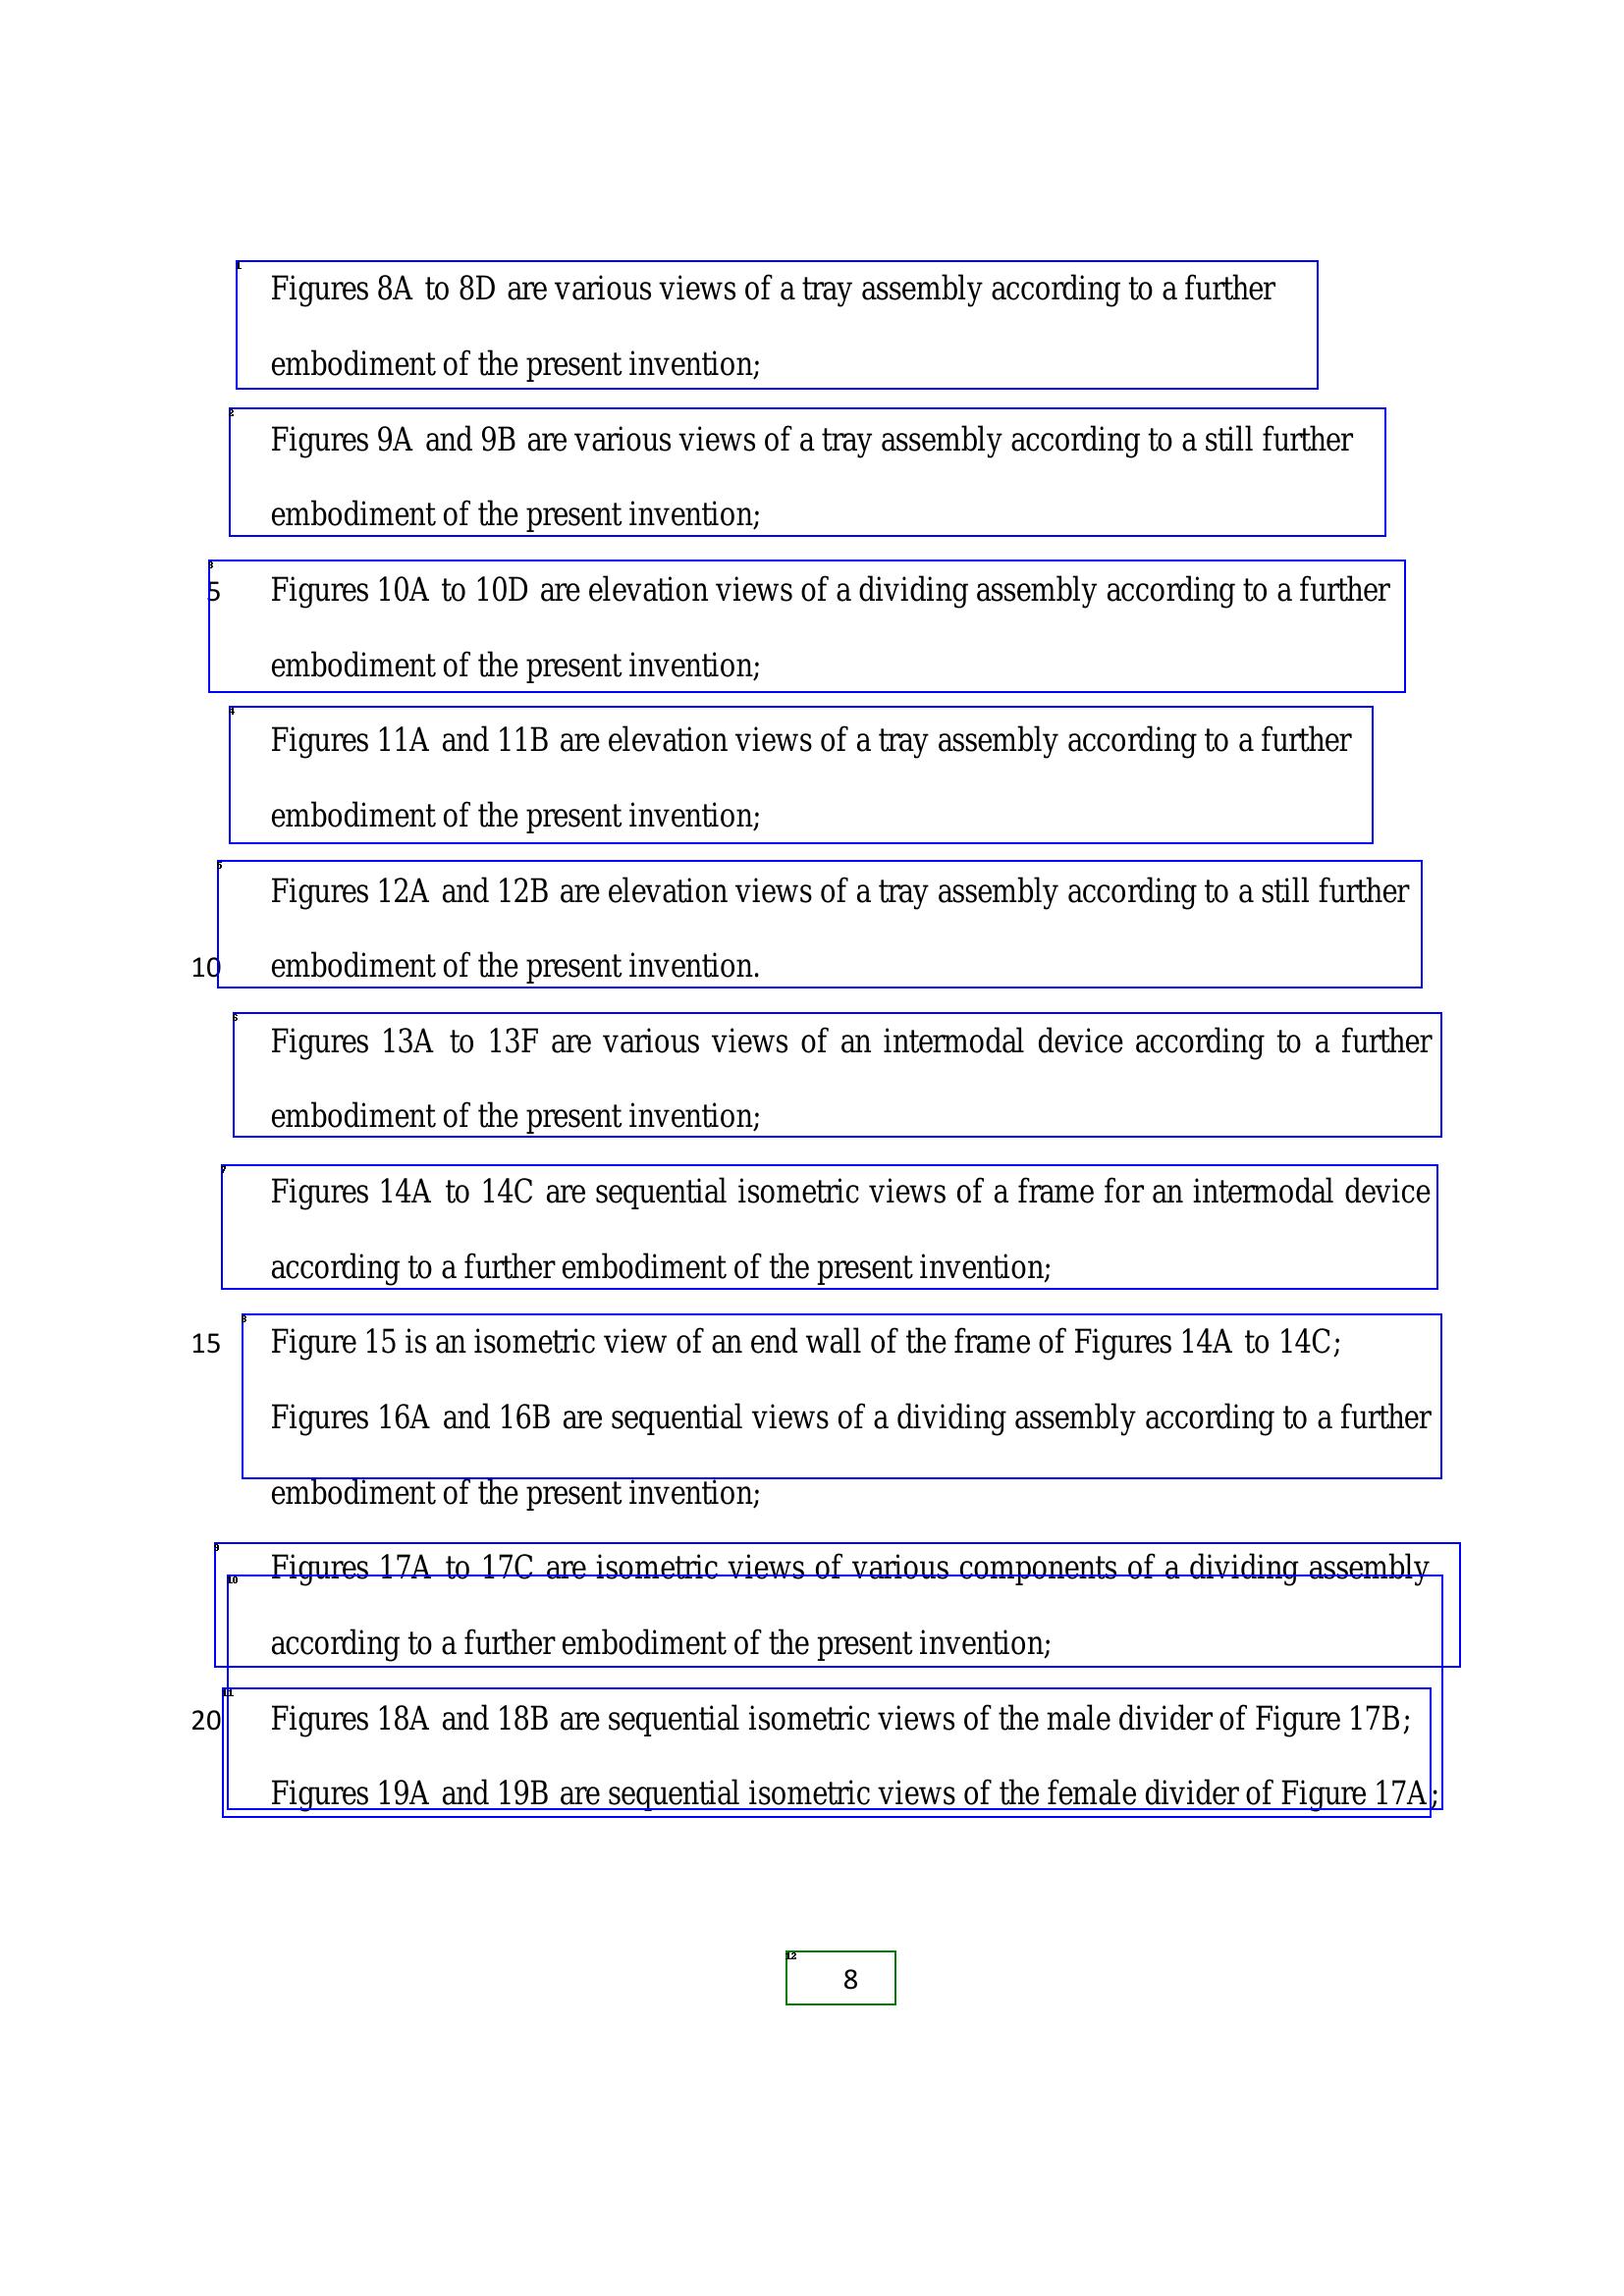 Figures 8A to 8D are various views of a tray assembly according to a further
embodiment of the present invention;
Figures 9A and 9B are various views of a tray assembly according to a still further
embodiment of the present invention;
5 Figures 10A to 10D are elevation views of a dividing assembly according to a further
embodiment of the present invention;
Figures 11A and 11B are elevation views of a tray assembly according to a further
embodiment of the present invention;
Figures 12A and 12B are elevation views of a tray assembly according to a still further
10 embodiment of the present invention.
Figures 13A to 13F are various views of an intermodal device according to a further
embodiment of the present invention;
Figures 14A to 14C are sequential isometric views of a frame for an intermodal device
according to a further embodiment of the present invention;
15 Figure 15 is an isometric view of an end wall of the frame of Figures 14A to 14C;
Figures 16A and 16B are sequential views of a dividing assembly according to a further
embodiment of the present invention;
Figures 17A to 17C are isometric views of various components of a dividing assembly
according to a further embodiment of the present invention;
20 Figures 18A and 18B are sequential isometric views of the male divider of Figure 17B;
Figures 19A and 19B are sequential isometric views of the female divider of Figure 17A;
8